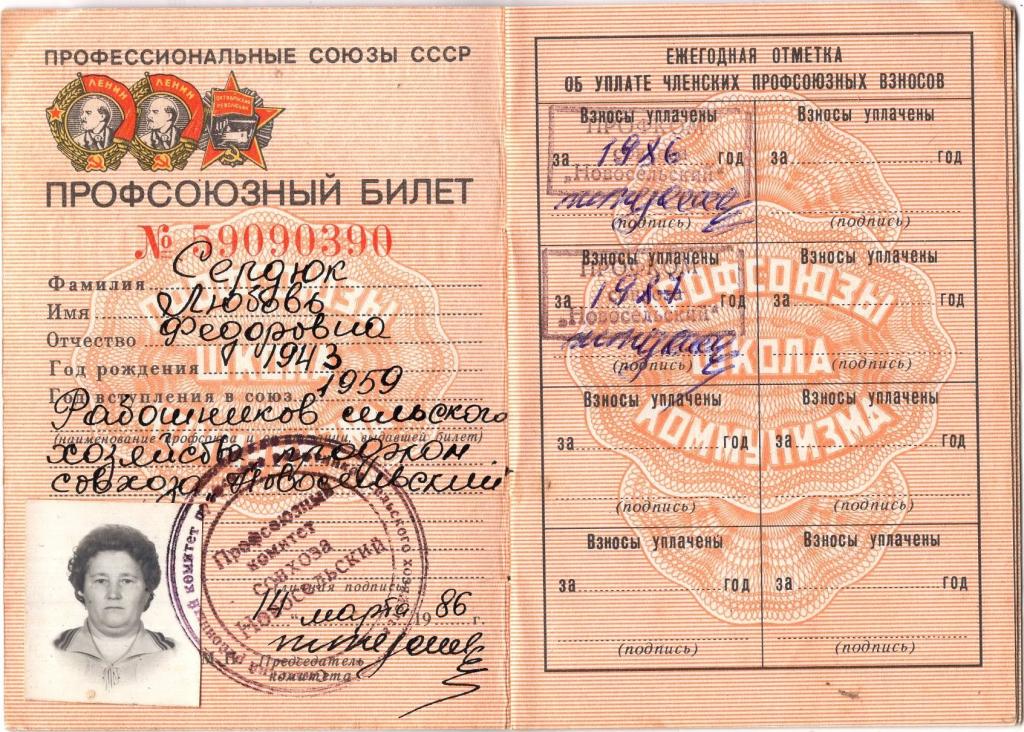 ПРОФЕССИОНАЛЬНЫЕ СОЮЗЫ СССР
ЛЕНИН
ЛЕНИН
ОКТЯБРЬСКАЯ
РЕВОЛЮЦИЯ
ПРОФСОЮЗНЫЙ БИЛЕТ
№ 59090390
Фамилия Сердюк
Имя Любовь
Отчество Федоровна
Год рождения 1943
Год вступления в союз 1959
Работников сельского
(наименование профсоюза и организации, выдавшей билет)
хозяйства
совхоза „Новосельский"
Профсоюзный
комитет
совхоза
Новосельский
Личная подпись
14 " марта 1986 г.
М. П.
Председатель
комитета
ЕЖЕГОДНАЯ ОТМЕТКА
ОБ УПЛАТЕ ЧЛЕНСКИХ ПРОФСОЮЗНЫХ ВЗНОСОВ
Взносы уплачены
ПРОФКОМ
за 1986 год
„Новосельский"
(подпись)
Взносы уплачены
за год
(подпись)
Взносы уплачены
ПРОФКОМ
за 1987 год
„Новосельский"
(подпись)
Взносы уплачены
за год
(подпись)
Взносы уплачены
за год
(подпись)
Взносы уплачены
за год
(подпись)
Взносы уплачены
за год
(подпись)
Взносы уплачены
за год
(подпись)
ПРОФСОЮЗЫ
ШКОЛА
КОММУНИЗМА